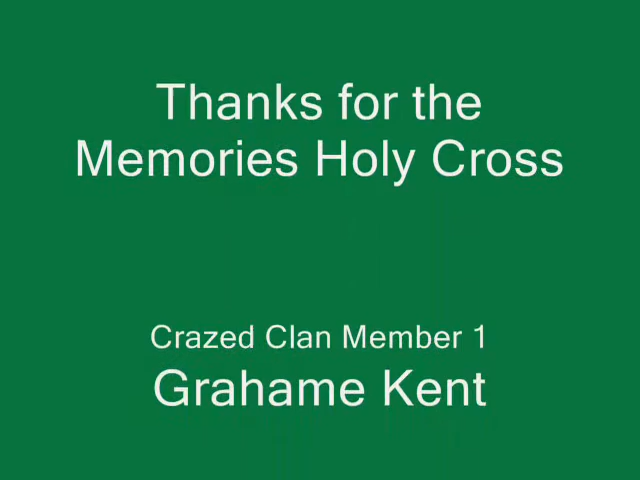 Thanks for the
Memories Holy Cross
Crazed Clan Member 1
Grahame Kent